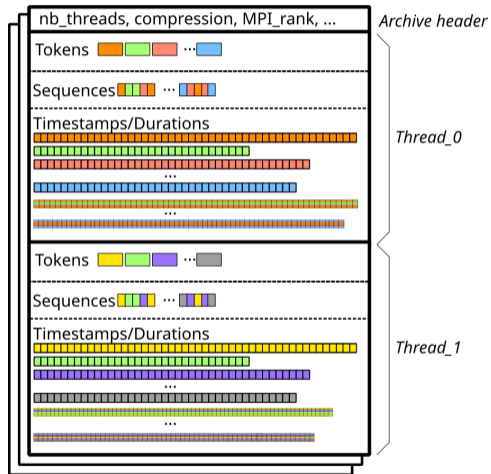 nb_threads, compression, MPI_rank, ...
Archive header
Tokens ...
Sequences ...
Timestamps/Durations
...
...
Thread_0
Tokens ...
Sequences ...
Timestamps/Durations
...
...
Thread_1